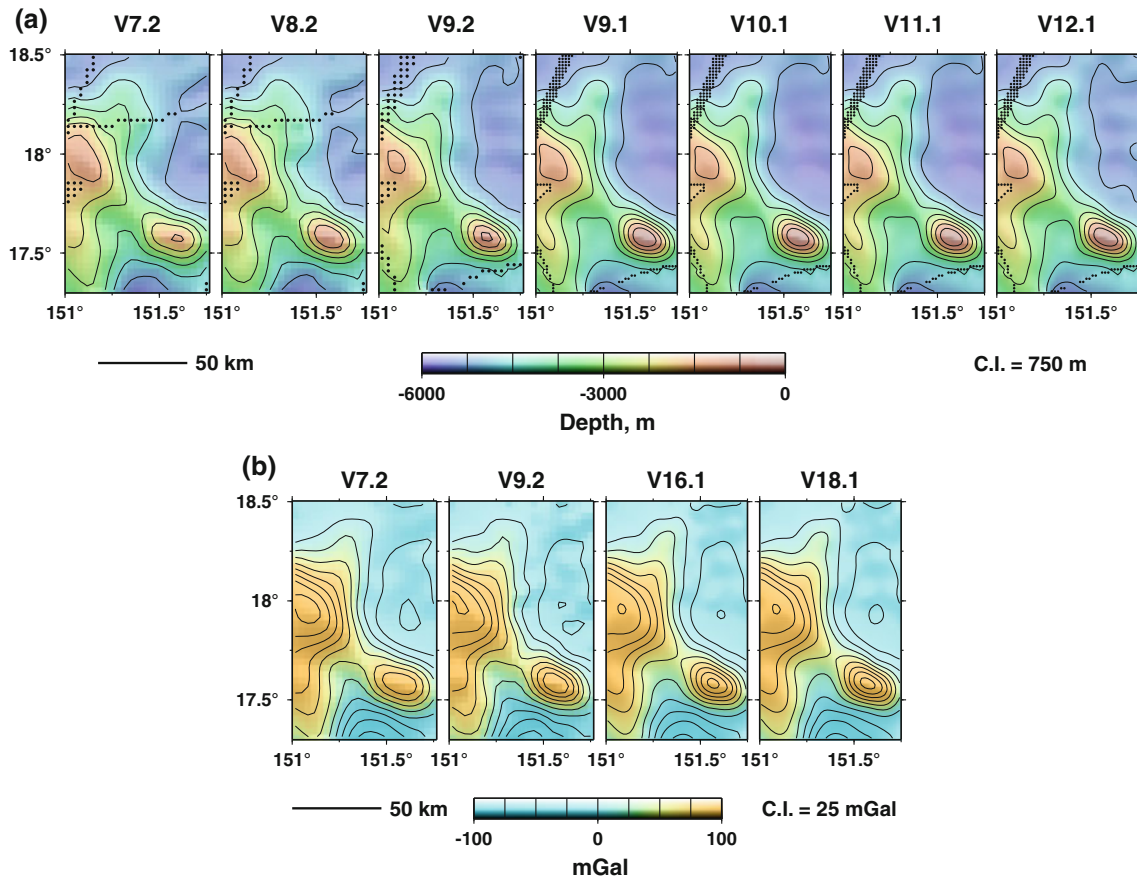 (a)
V7.2 V8.2 V9.2 V9.1 V10.1 V11.1 V12.1
18.5°
18°
17.5°
151° 151.5° 151° 151.5° 151° 151.5° 151° 151.5° 151° 151.5° 151° 151.5° 151° 151.5°
50 km
-6000 -3000 0
Depth, m
C.I. = 750 m
(b)
V7.2 V9.2 V16.1 V18.1
18.5°
18°
17.5°
151° 151.5° 151° 151.5° 151° 151.5° 151° 151.5°
50 km
-100 0 100
mGal
C.I. = 25 mGal